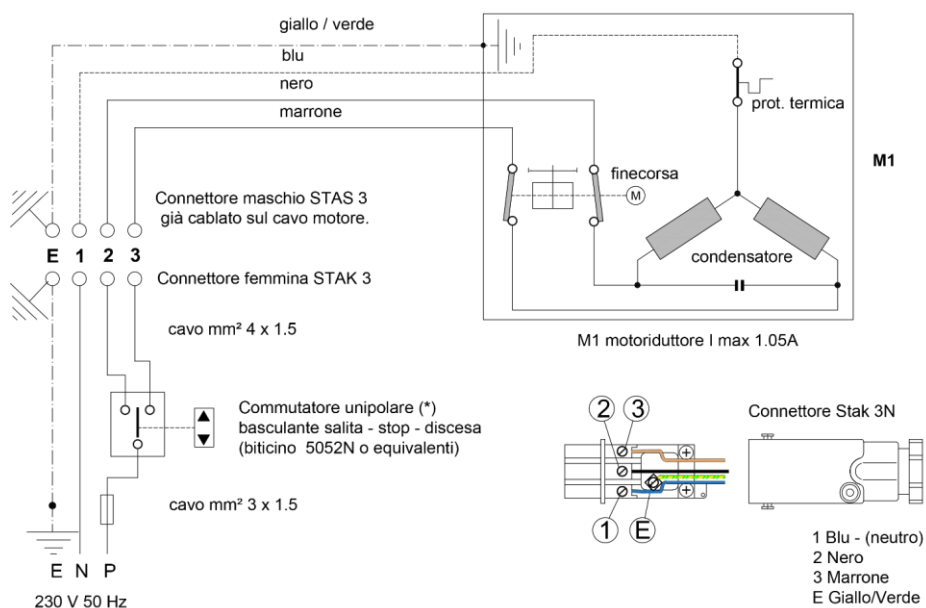 giallo / verde
blu
nero
marrone
prot. termica
M1
finecorsa
M
condensatore
Connettore maschio STAS 3
già cablato sul cavo motore.
E 1 2 3
Connettore femmina STAK 3
cavo mm² 4 x 1.5
M1 motoriduttore I max 1.05A
Commutatore unipolare (*)
basculante salita - stop - discesa
(biticino 5052N o equivalenti)
cavo mm² 3 x 1.5
E N P
230 V 50 Hz
2 3
1 E
Connettore Stak 3N
1 Blu - (neutro)
2 Nero
3 Marrone
E Giallo/Verde